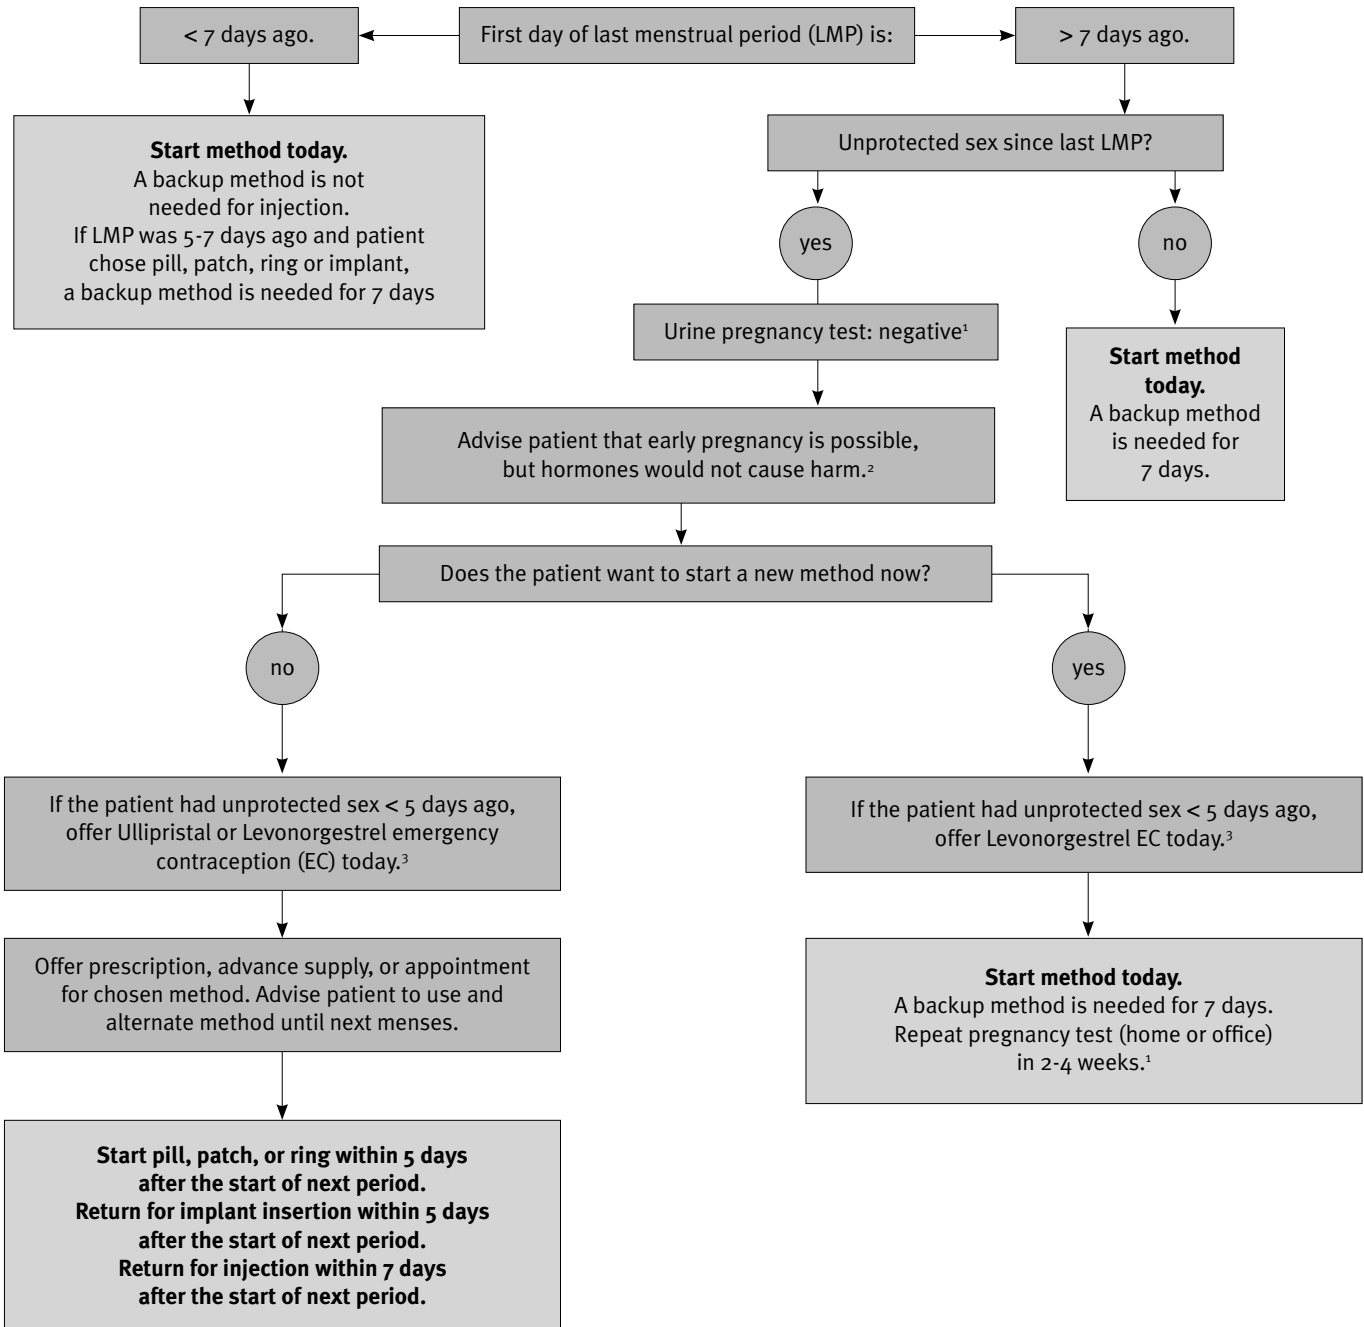 < 7 days ago.
First day of last menstrual period (LMP) is:
> 7 days ago.
Start method today.
A backup method is not
needed for injection.
If LMP was 5-7 days ago and patient
chose pill, patch, ring or implant,
a backup method is needed for 7 days
Unprotected sex since last LMP?
yes
no
Urine pregnancy test: negative¹
Start method
today.
A backup method
is needed for
7 days.
Advise patient that early pregnancy is possible,
but hormones would not cause harm.²
Does the patient want to start a new method now?
no
yes
If the patient had unprotected sex < 5 days ago,
offer Ullipristal or Levonorgestrel emergency
contraception (EC) today.³
If the patient had unprotected sex < 5 days ago,
offer Levonorgestrel EC today.³
Offer prescription, advance supply, or appointment
for chosen method. Advise patient to use and
alternate method until next menses.
Start method today.
A backup method is needed for 7 days.
Repeat pregnancy test (home or office)
in 2-4 weeks.¹
Start pill, patch, or ring within 5 days
after the start of next period.
Return for implant insertion within 5 days
after the start of next period.
Return for injection within 7 days
after the start of next period.